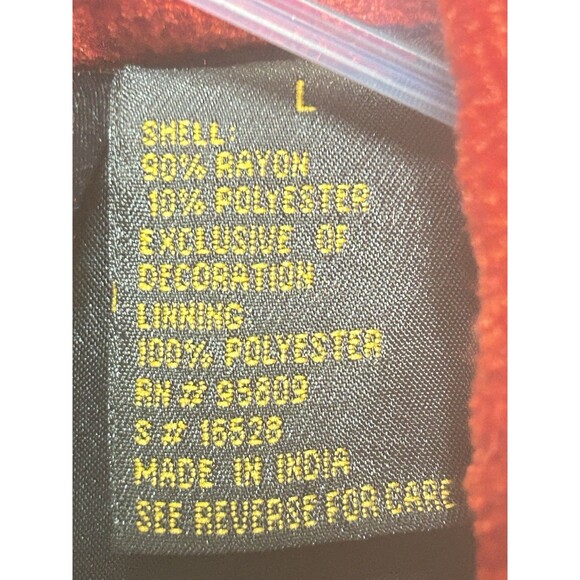 L
SHELL:
90% RAYON
10% POLYESTER
EXCLUSIVE OF
DECORATION
LINNING
100% POLYESTER
RN # 95809
S # 16528
MADE IN INDIA
SEE REVERSE FOR CARE